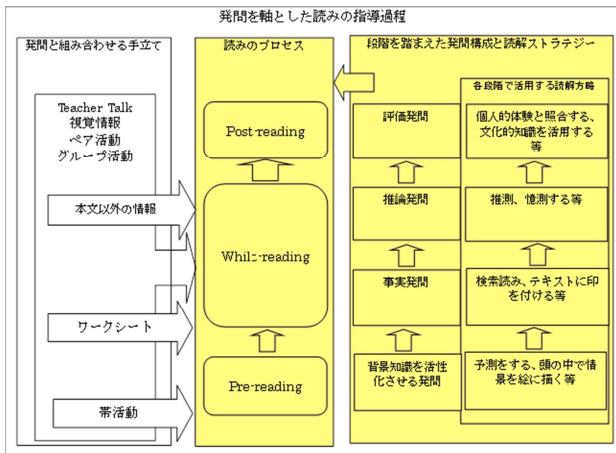 発問を軸とした読みの指導過程
発問と組み合わせる手立て
Teacher Talk
視覚情報
ペア活動
グループ活動
本文以外の情報
ワークシート
帯活動
読みのプロセス
Post-reading
While-reading
Pre-reading
段階を踏まえた発問構成と読解ストラテジー
評価発問
推論発問
事実発問
背景知識を活性
化させる発問
各段階で活用する読解方略
個人的体験と照合する、
文化的知識を活用する
等
推測、憶測する等
検索読み、テキストに印
を付ける等
予測をする、頭の中で情
景を絵に描く等